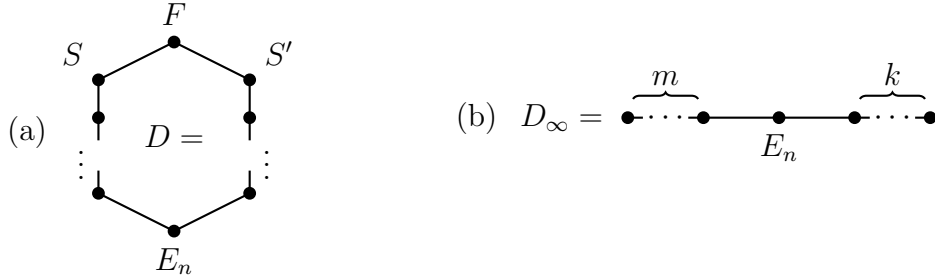 F
S S′
(a) D =
⋮ ⋮
E_n
(b) D_∞ = m ··· E_n k ···